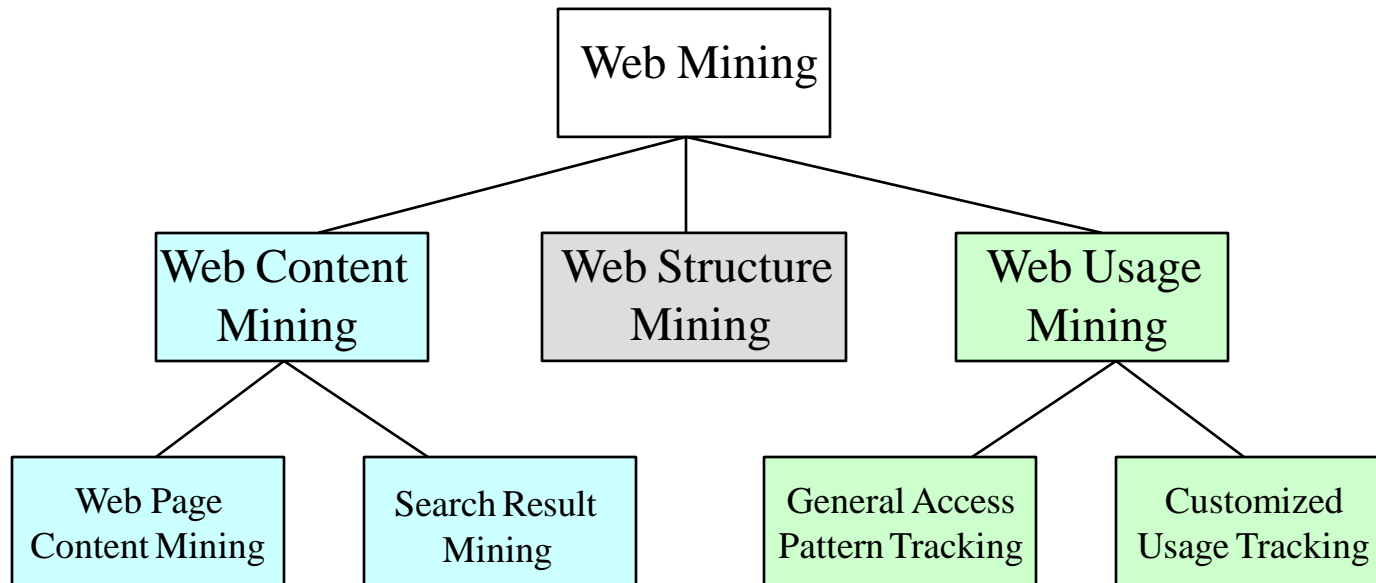 Web Mining
Web Content
Mining
Web Structure
Mining
Web Usage
Mining
Web Page
Content Mining
Search Result
Mining
General Access
Pattern Tracking
Customized
Usage Tracking